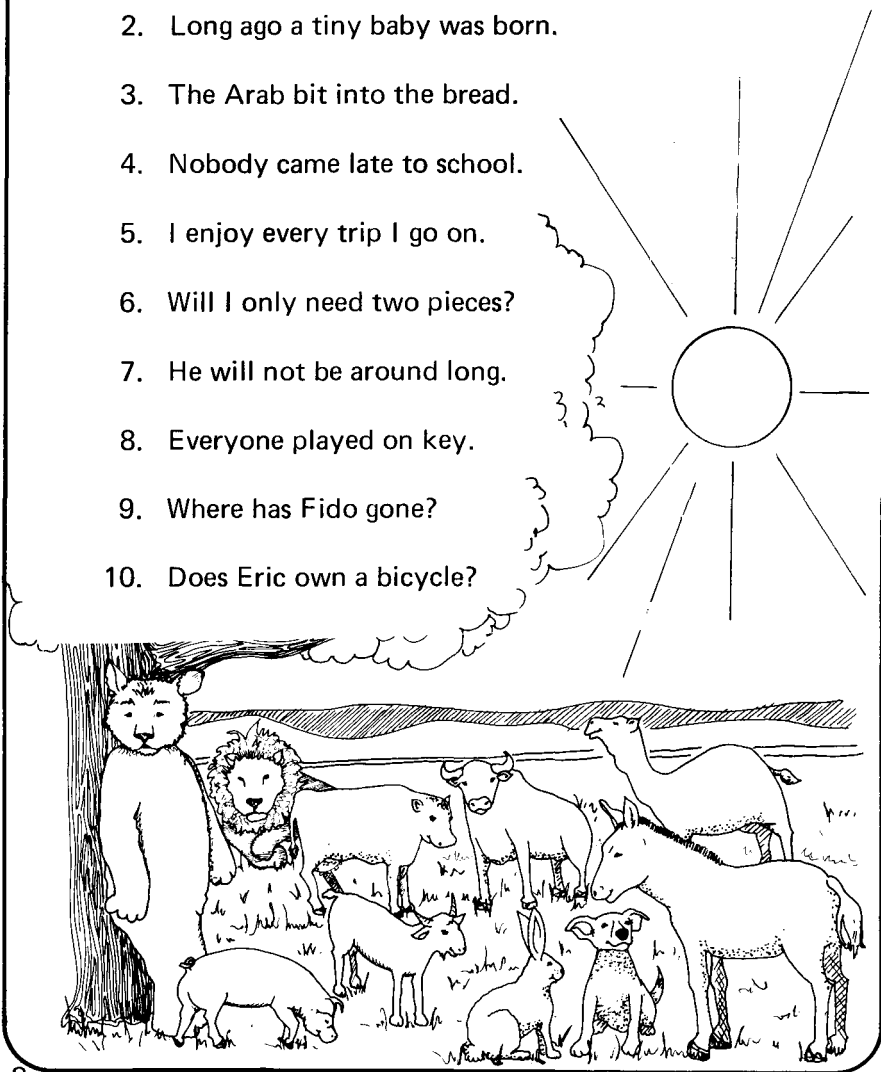 2. Long ago a tiny baby was born.
3. The Arab bit into the bread.
4. Nobody came late to school.
5. I enjoy every trip I go on.
6. Will I only need two pieces?
7. He will not be around long.
8. Everyone played on key.
9. Where has Fido gone?
10. Does Eric own a bicycle?